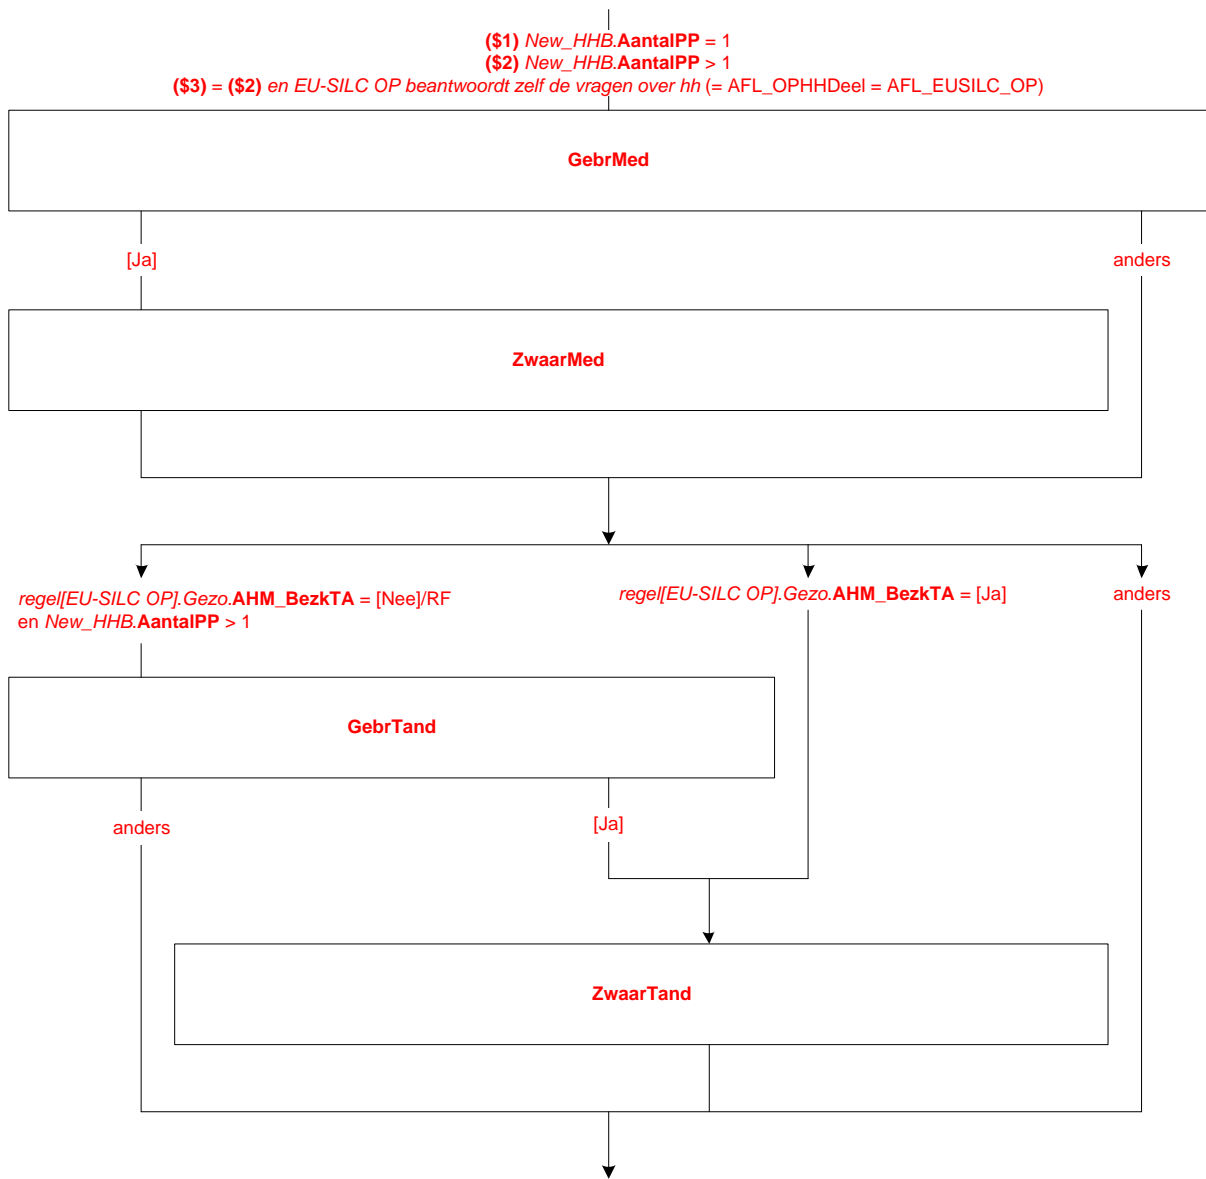 ($1) New_HHB.AantalPP = 1
($2) New_HHB.AantalPP > 1
($3) = ($2) en EU-SILC OP beantwoordt zelf de vragen over hh (= AFL_OPHHDeel = AFL_EUSILC_OP)
GebrMed
[Ja]
anders
ZwaarMed
regel[EU-SILC OP].Gezo.AHM_BezkTA = [Nee]/RF
en New_HHB.AantalPP > 1
regel[EU-SILC OP].Gezo.AHM_BezkTA = [Ja]
anders
GebrTand
anders
[Ja]
ZwaarTand